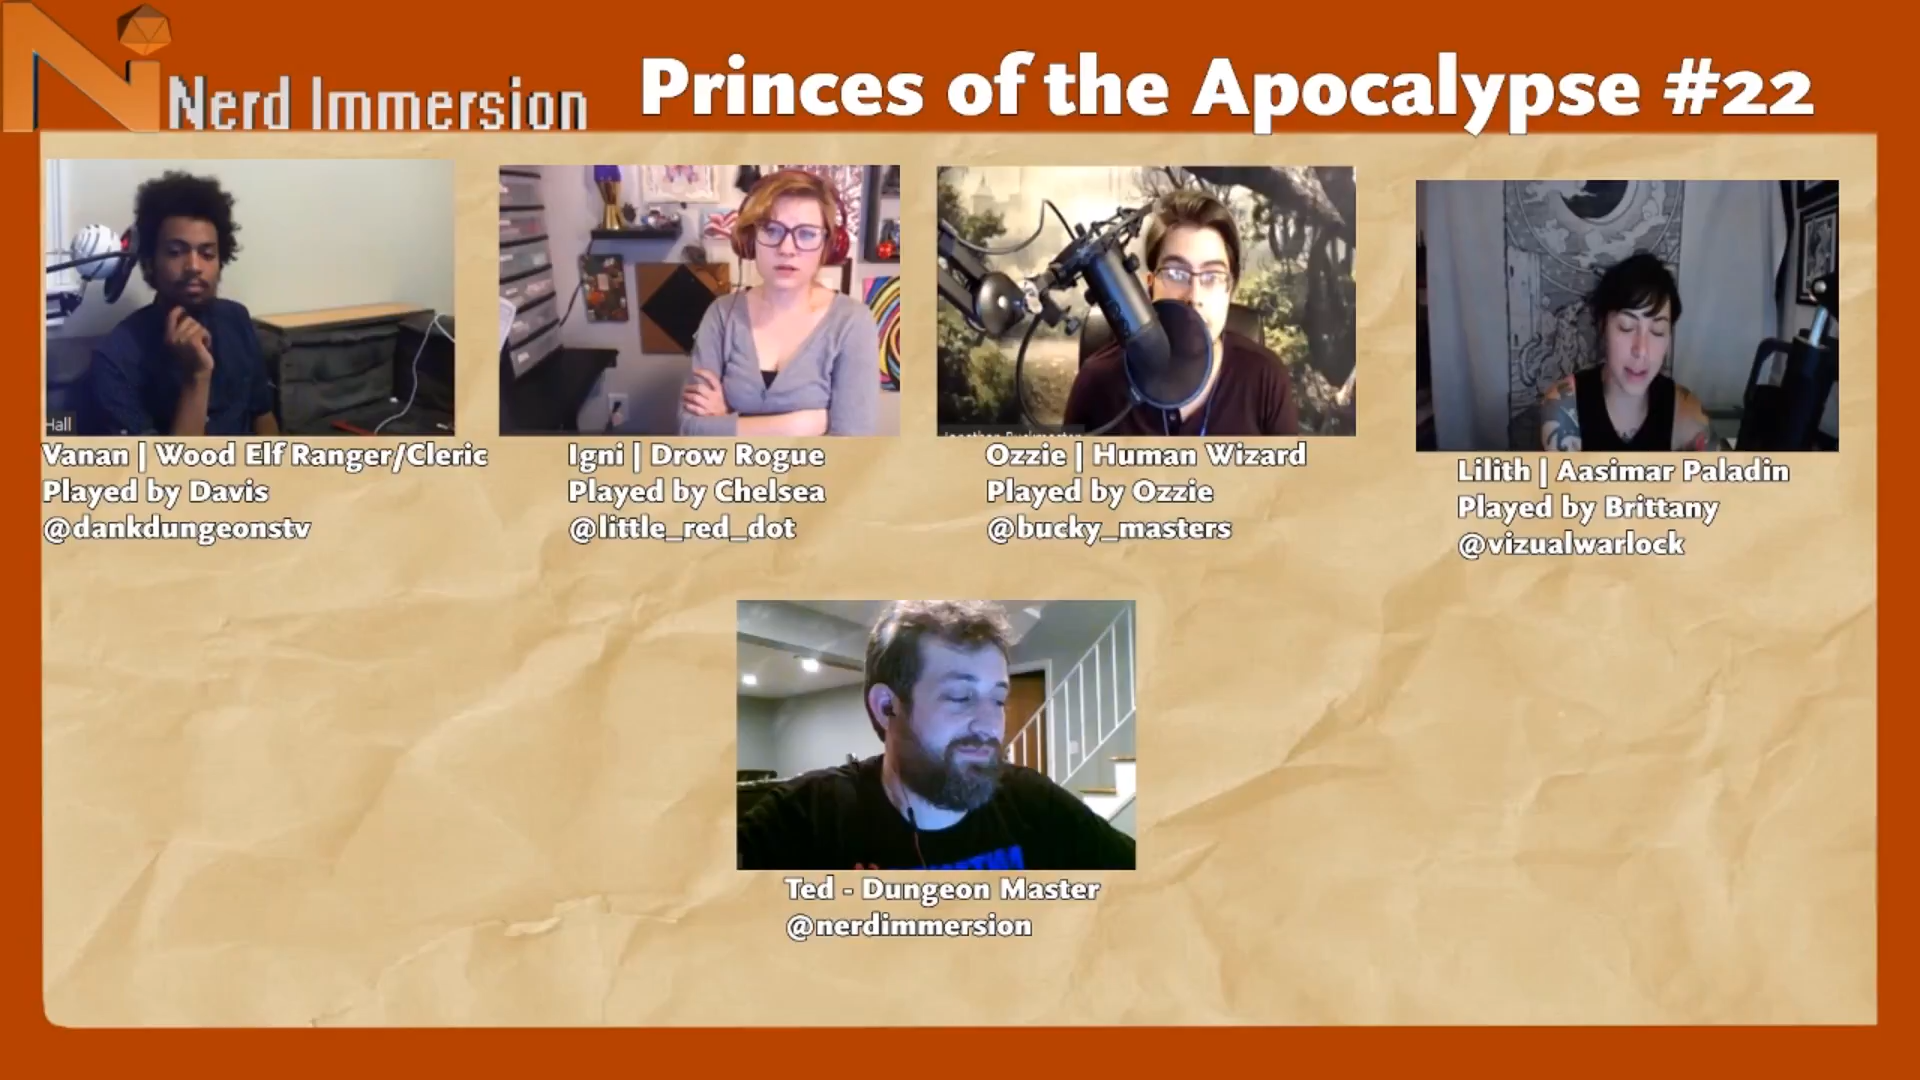 Nerd Immersion
Princes of the Apocalypse #22
Hall
Vanan | Wood Elf Ranger/Cleric
Played by Davis
@dankdungeonstv
Igni | Drow Rogue
Played by Chelsea
@little_red_dot
Ozzie | Human Wizard
Played by Ozzie
@bucky_masters
Lilith | Aasimar Paladin
Played by Brittany
@vizualwarlock
Ted - Dungeon Master
@nerdimmersion